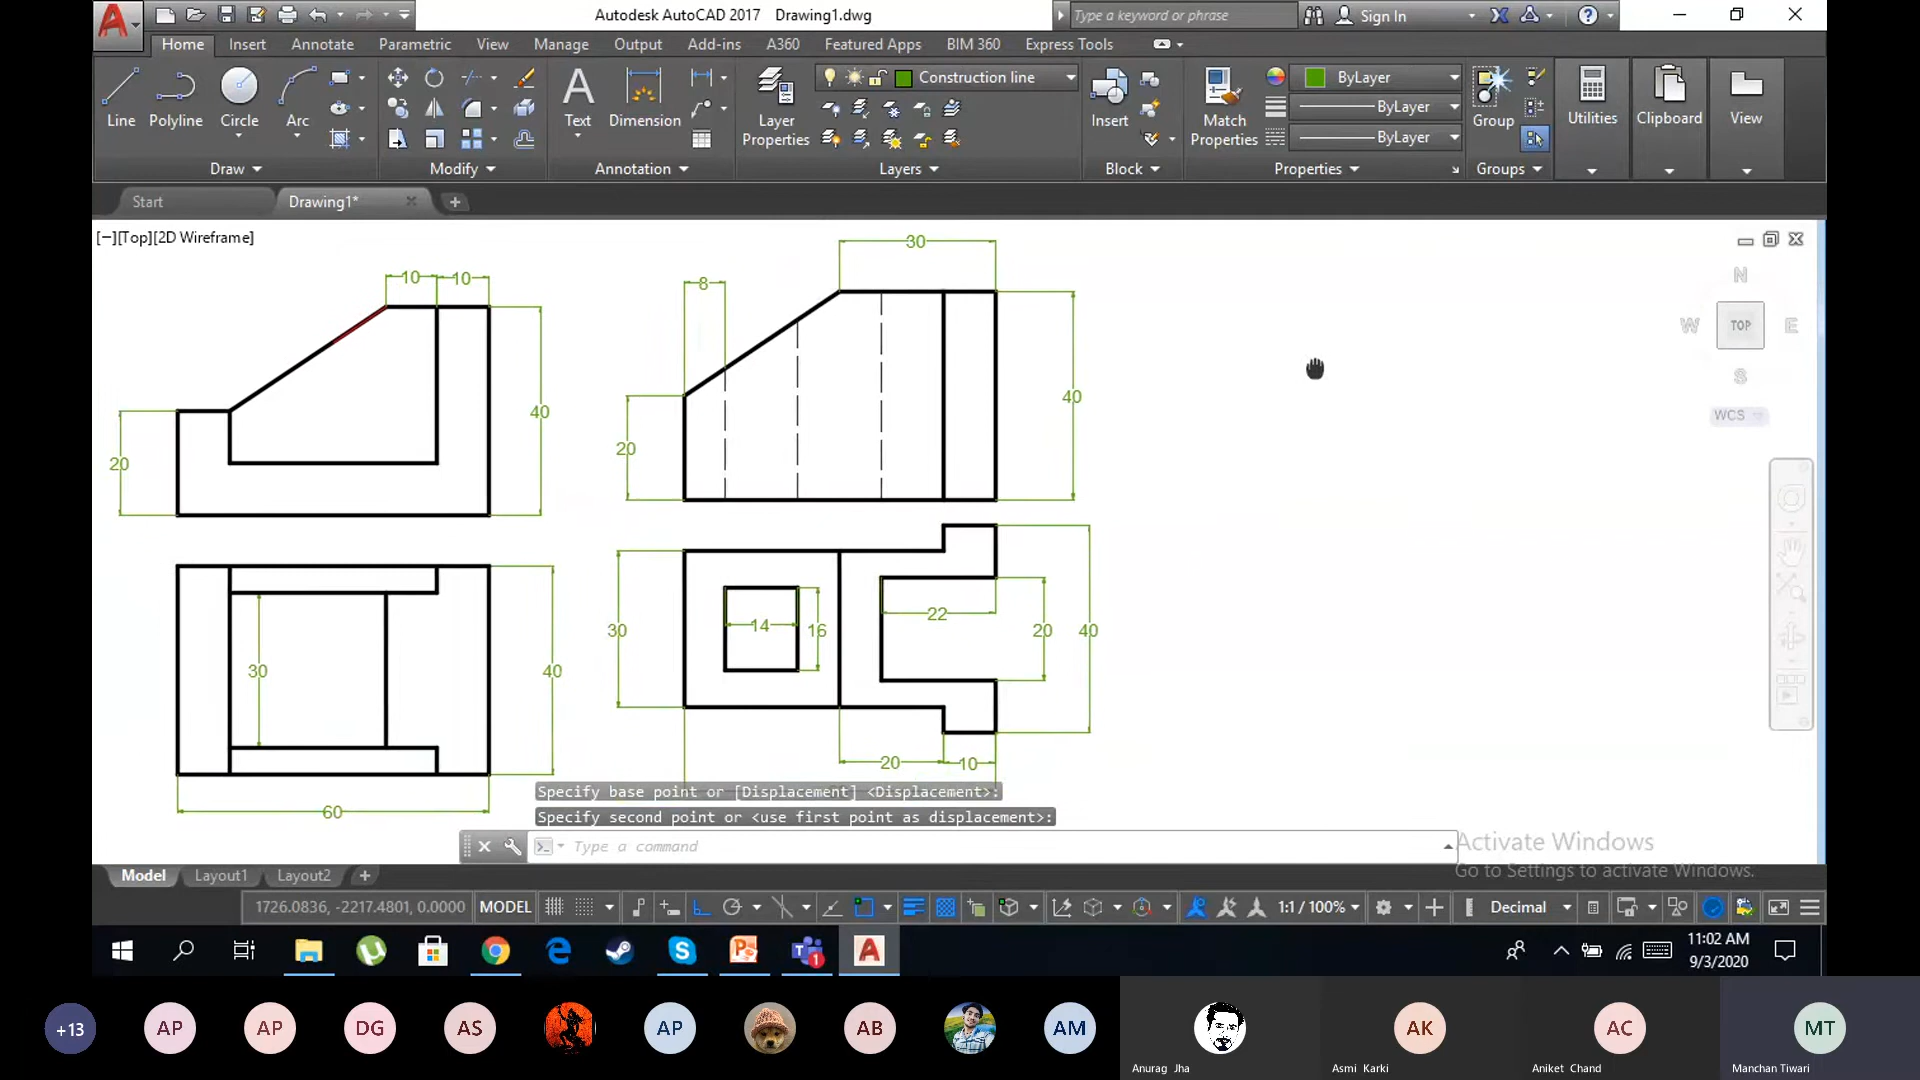 Autodesk AutoCAD 2017 Drawing1.dwg
Type a keyword or phrase
Sign In
Home Insert Annotate Parametric View Manage Output Add-ins A360 Featured Apps BIM 360 Express Tools
Construction line
ByLayer
ByLayer
ByLayer
Line Polyline Circle Arc
Text Dimension
Layer Properties
Insert
Match Properties
Group
Utilities
Clipboard
View
Draw
Modify
Annotation
Layers
Block
Properties
Groups
Start
Drawing1*
[−][Top][2D Wireframe]
10 10
40
20
30
8
40
20
N
W TOP E
S
WCS
30
40
60
30
14
16
22
20
40
20
10
Specify base point or [Displacement] <Displacement>:
Specify second point or <use first point as displacement>:
Type a command
Activate Windows
Go to Settings to activate Windows.
Model Layout1 Layout2
1726.0836, -2217.4801, 0.0000 MODEL
1:1 / 100%
Decimal
1
11:02 AM
9/3/2020
+13 AP AP DG AS AP AB AM AK AC MT
Anurag Jha
Asmi Karki
Aniket Chand
Manchan Tiwari